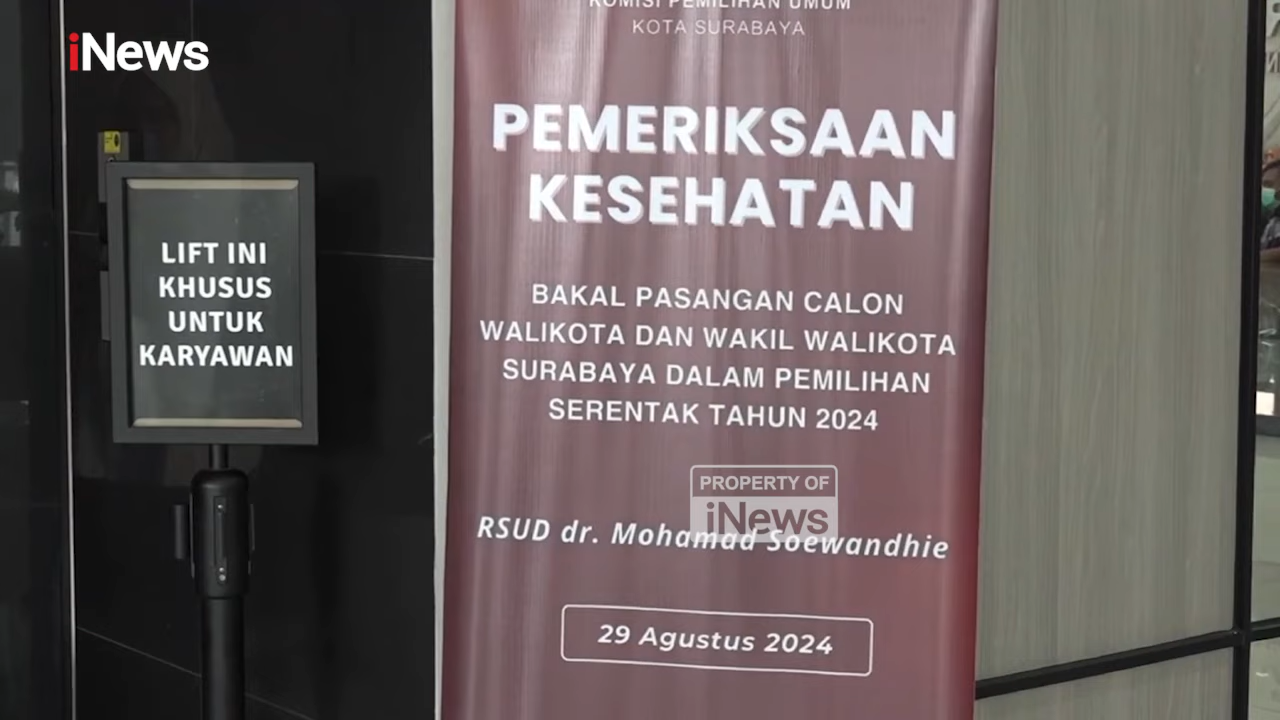 iNews
KOMISI PEMILIHAN UMUM
KOTA SURABAYA
PEMERIKSAAN
KESEHATAN
BAKAL PASANGAN CALON
WALIKOTA DAN WAKIL WALIKOTA
SURABAYA DALAM PEMILIHAN
SERENTAK TAHUN 2024
PROPERTY OF
iNews
RSUD dr. Mohamad Soewandhie
29 Agustus 2024
LIFT INI
KHUSUS
UNTUK
KARYAWAN